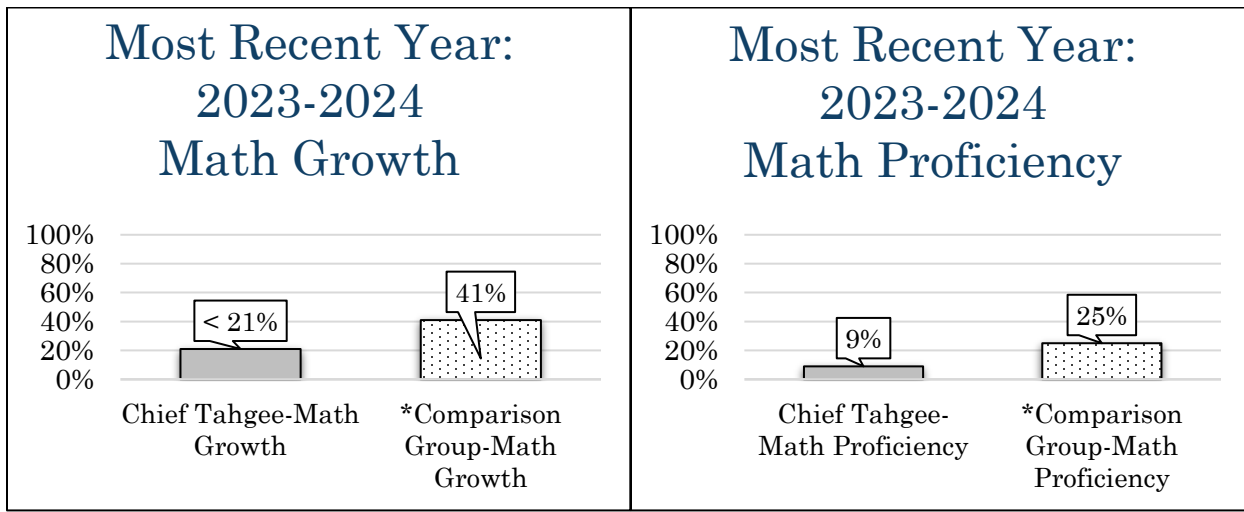 Most Recent Year:
2023-2024
Math Growth
100%
80%
60%
40%
20%
0%
< 21%
41%
Chief Tahgee-Math
Growth
*Comparison
Group-Math
Growth
Most Recent Year:
2023-2024
Math Proficiency
100%
80%
60%
40%
20%
0%
9%
25%
Chief Tahgee-
Math Proficiency
*Comparison
Group-Math
Proficiency